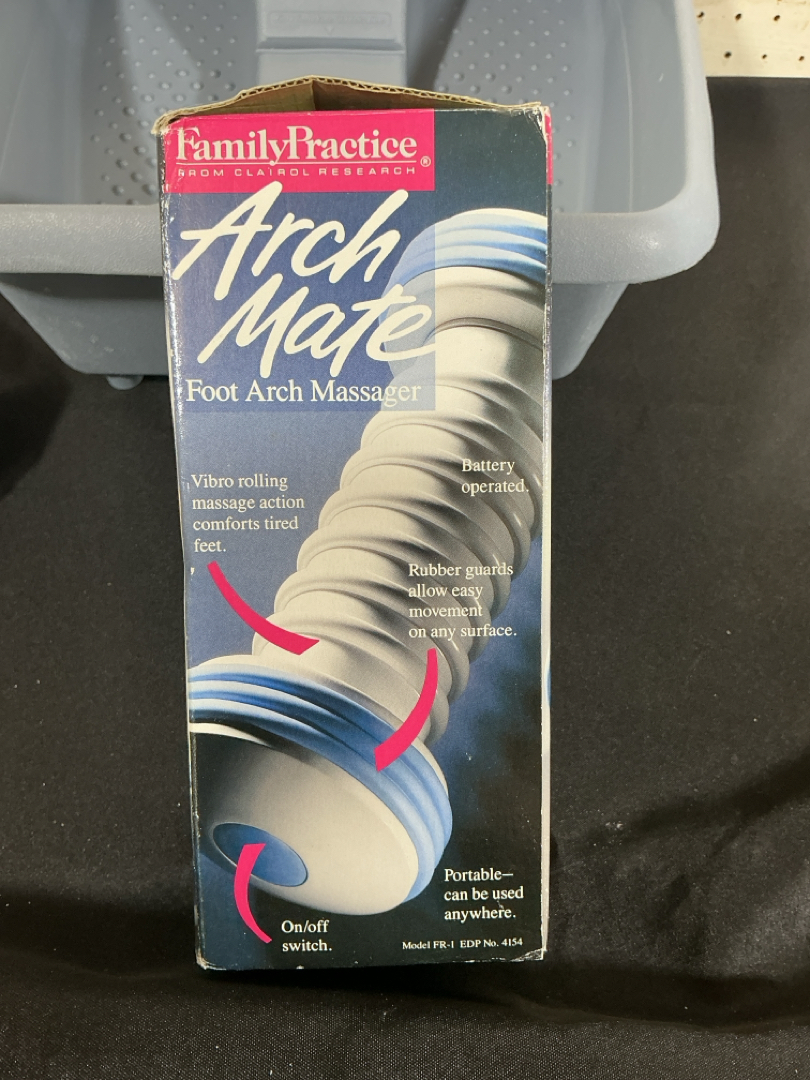 FamilyPractice®
FROM CLAIROL RESEARCH
Arch
Mate
Foot Arch Massager
Vibro rolling
massage action
comforts tired
feet.
Battery
operated.
Rubber guards
allow easy
movement
on any surface.
Portable—
can be used
anywhere.
On/off
switch.
Model FR-1 EDP No. 4154